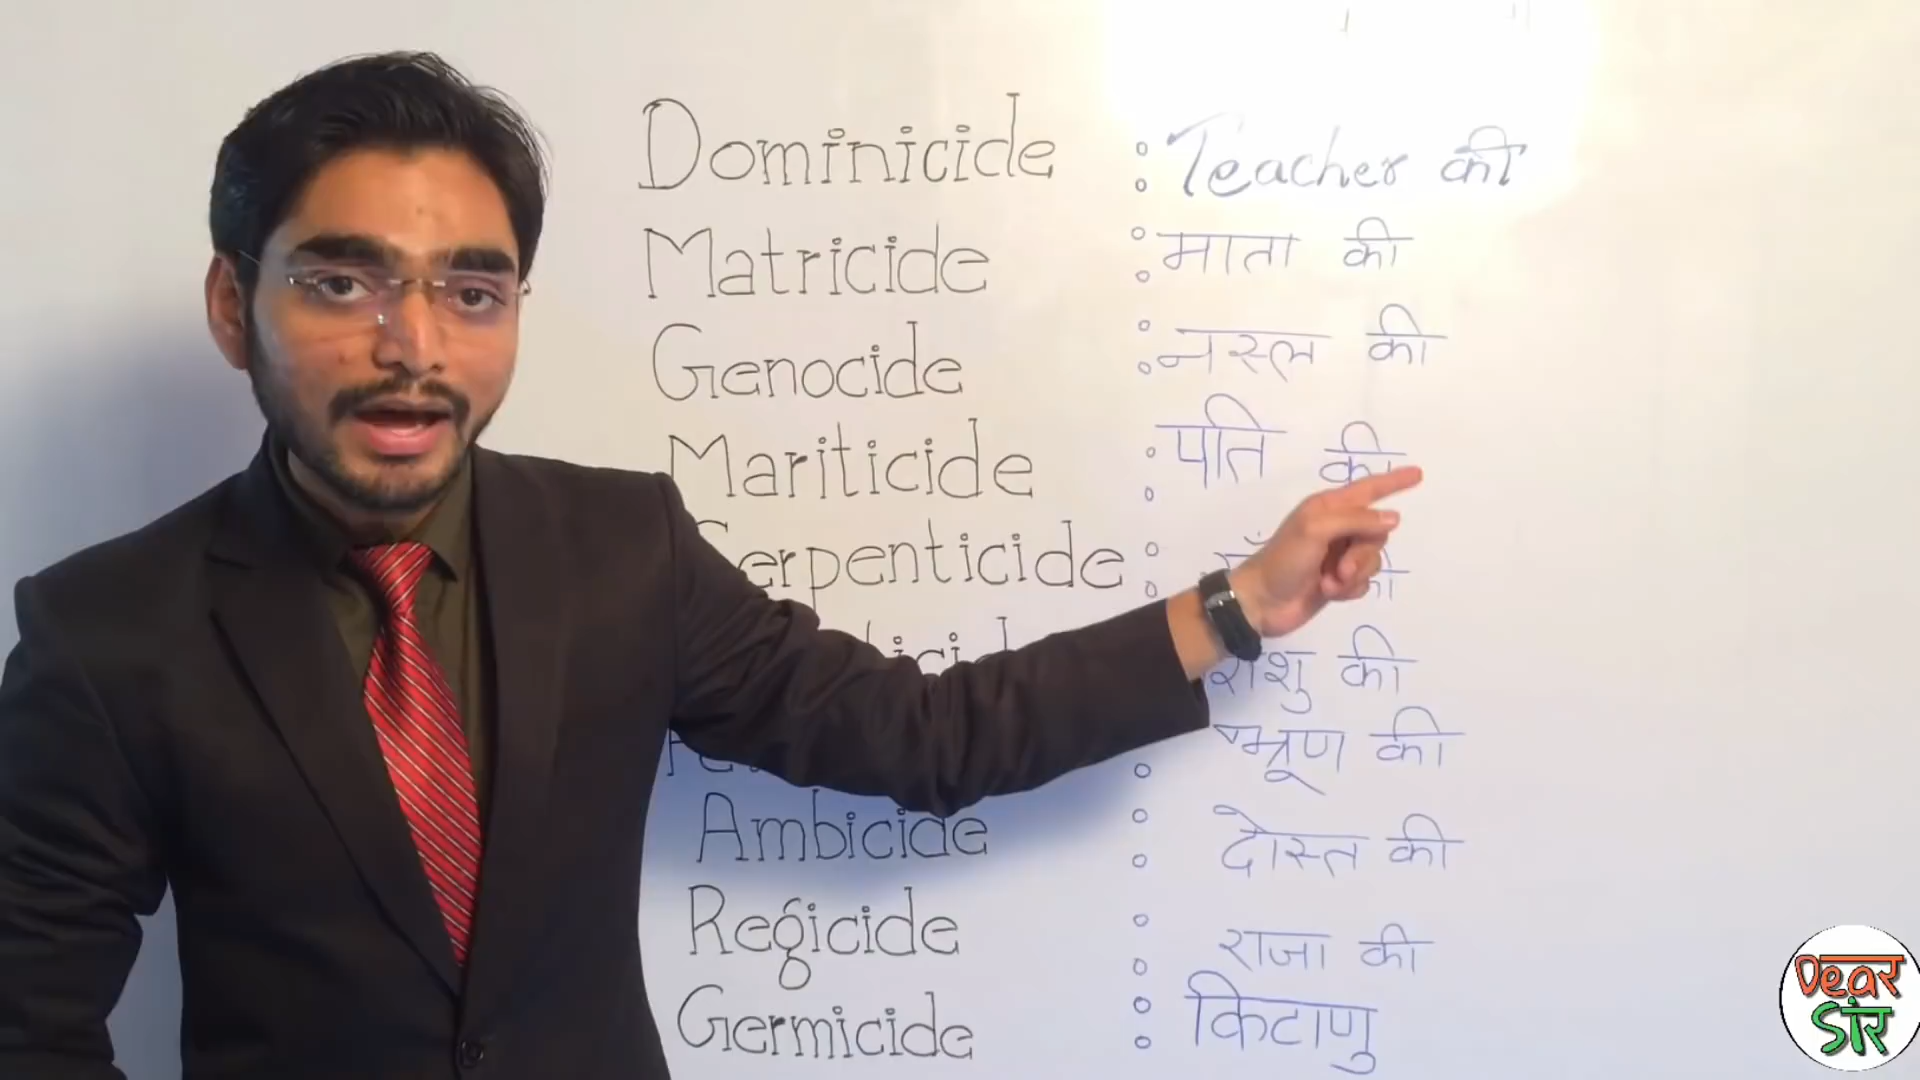 Dominicide : Teacher की
Matricide : माता की
Genocide : नस्ल की
Mariticide : पति की
Serpenticide :
शिशु की
भ्रूण की
Ambicide : दोस्त की
Regicide : राजा की
Germicide : किटाणु
Dear
Sir